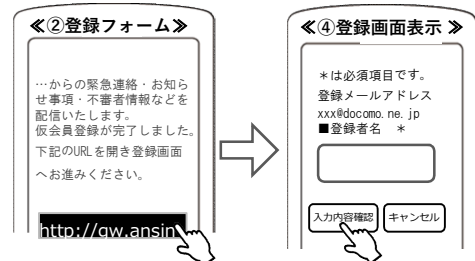 ≪②登録フォーム≫
…からの緊急連絡・お知ら
せ事項・不審者情報などを
配信いたします。
仮会員登録が完了しました。
下記のURLを開き登録画面
へお進みください。
http://gw.ansin
≪④登録画面表示 ≫
＊は必須項目です。
登録メールアドレス
xxx@docomo.ne.jp
■登録者名　＊
入力内容確認
キャンセル